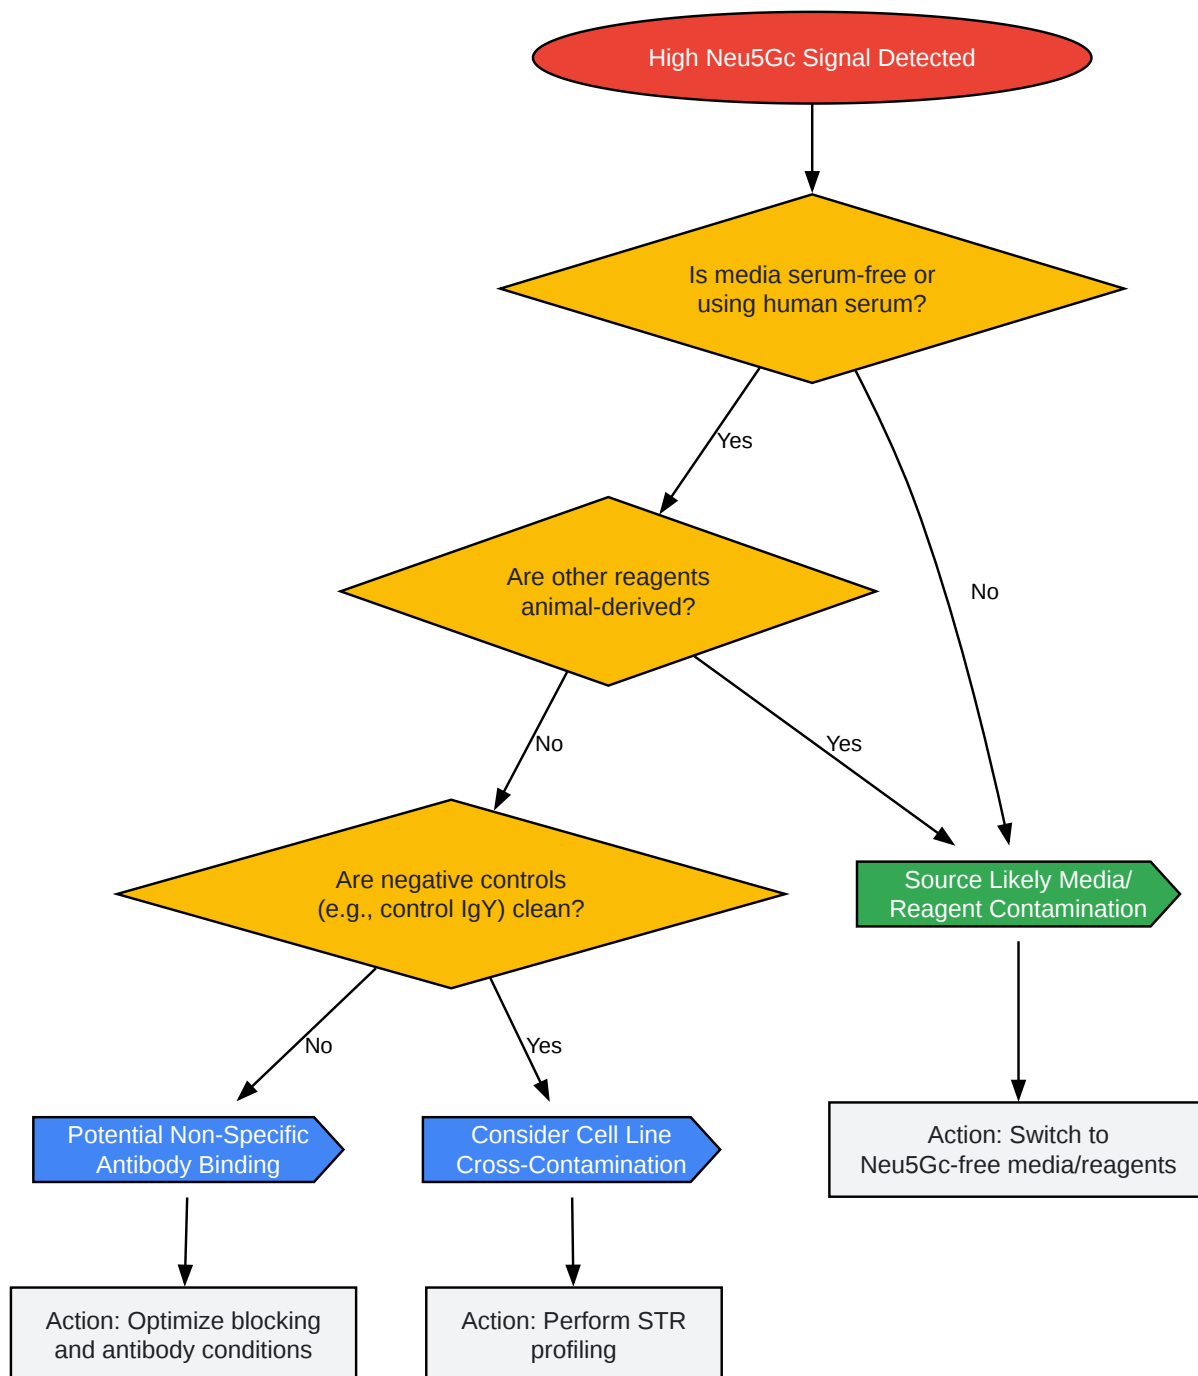 High Neu5Gc Signal Detected
Is media serum-free or
using human serum?
Yes
No
Are other reagents
animal-derived?
No
Yes
Are negative controls
(e.g., control IgY) clean?
Source Likely Media/
Reagent Contamination
No
Yes
Potential Non-Specific
Antibody Binding
Consider Cell Line
Cross-Contamination
Action: Switch to
Neu5Gc-free media/reagents
Action: Optimize blocking
and antibody conditions
Action: Perform STR
profiling